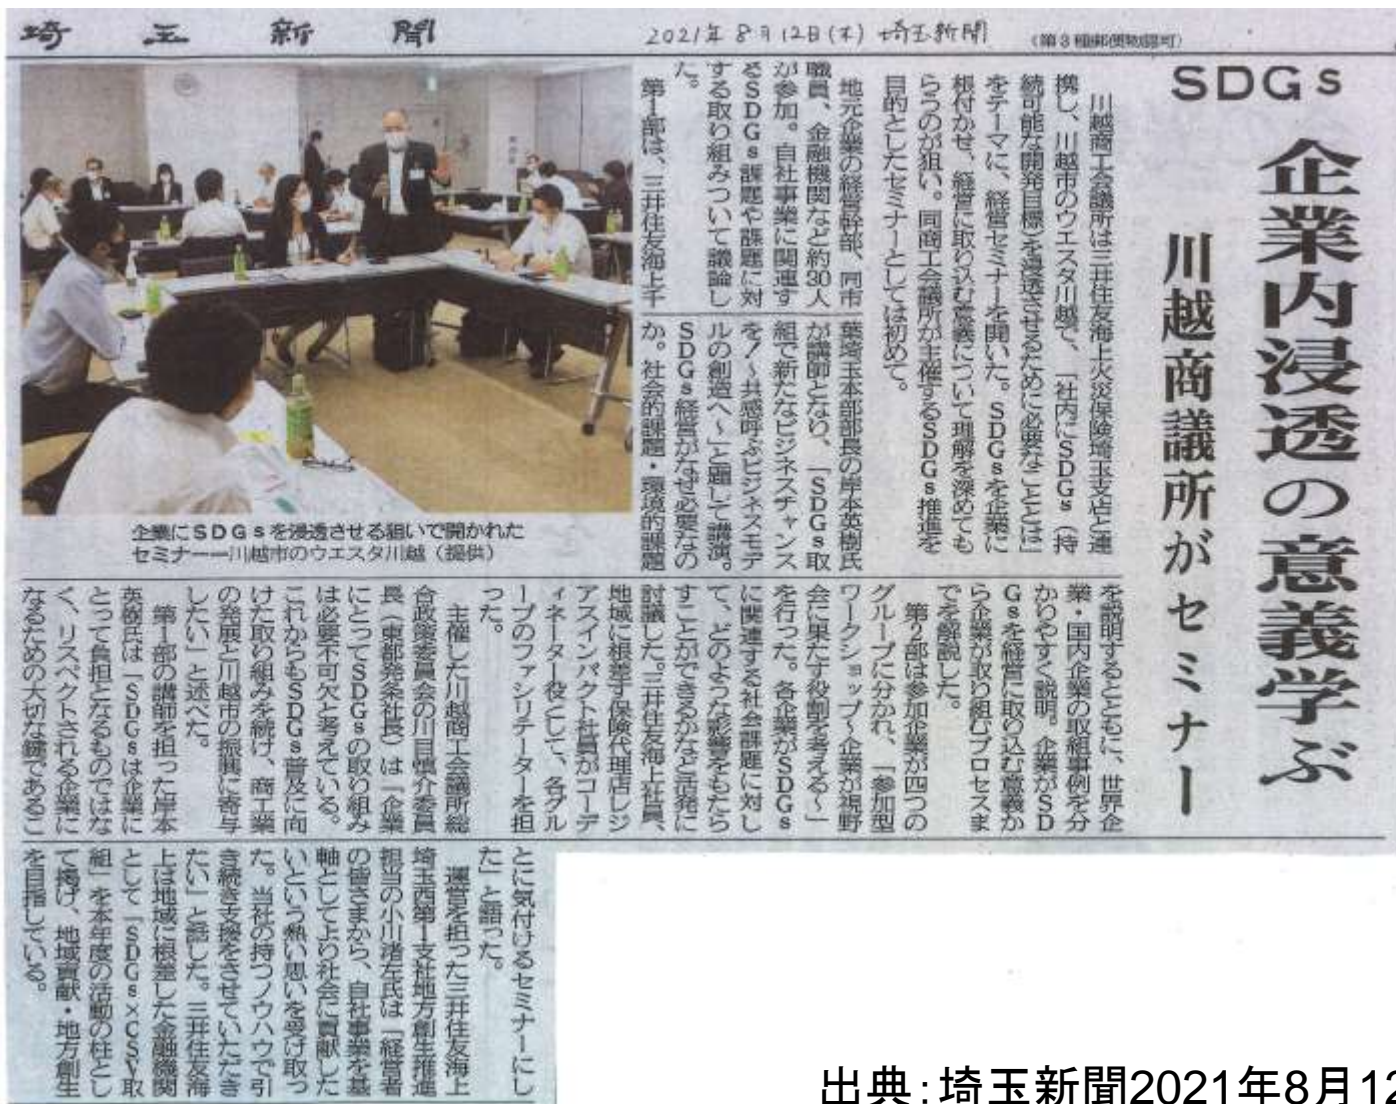 埼玉新聞
2021年8月12日(木) 埼玉新聞
(第3種郵便物認可)
SDGs
企業内浸透の意義学ぶ
川越商議所がセミナー
川越商工会議所は三井住友海上火災保険埼玉支店と連
携し、川越市のウエスタ川越で、「社内にSDGs(持
続可能な開発目標)を浸透させるために必要なこととは」
をテーマに、経営セミナーを開いた。SDGsを企業に
根付かせ、経営に取り込む意義について理解を深めても
らうのが狙い。同商工会議所が主催するSDGs推進を
目的としたセミナーとしては初めて。
地元企業の経営幹部、同市
職員、金融機関など約30人
が参加。自社事業に関連す
るSDGs課題や課題に対
する取り組みついて議論し
た。
第1部は、三井住友海上千
葉埼玉本部部長の岸本英樹氏
が講師となり、「SDGs取
組で新たなビジネスチャンス
を!～共感呼ぶビジネスモデ
ルの創造へ～」と題して講演。
SDGs経営がなぜ必要なの
か。社会的課題・環境的課題
を説明するとともに、世界企
業・国内企業の取組事例を分
かりやすく説明。企業がSD
Gsを経営に取り込む意義か
ら企業が取り組むプロセスま
でを解説した。
第2部は参加企業が四つの
グループに分かれ、「参加型
ワークショップ～企業が視野
会に果たす役割を考える～」
を行った。各企業がSDGs
に関連する社会課題に対し
て、どのような影響をもたら
すことができるかなど活発に
討議した。三井住友海上社員、
地域に根差す保険代理店レジ
アスインパクト社員がコーデ
ィネーター役として、各グル
ープのファシリテーターを担
った。
主催した川越商工会議所総
合政策委員会の川目慎介委員
長(東都発条社長)は「企業
にとってSDGsの取り組み
は必要不可欠と考えている。
これからもSDGs普及に向
けた取り組みを続け、商工業
の発展と川越市の振興に寄与
したい」と述べた。
第1部の講師を担った岸本
英樹氏は「SDGsは企業に
とって負担となるものではな
く、リスペクトされる企業に
なるための大切な鍵であるこ
とに気付けるセミナーにし
た」と語った。
運営を担った三井住友海上
埼玉西第1支社地方創生推進
担当の小川渚左氏は「経営者
の皆さまから、自社事業を基
軸としてより社会に貢献した
いという熱い思いを受け取っ
た。当社の持つノウハウで引
き続き支援をさせていただき
たい」と話した。三井住友海
上は地域に根差した金融機関
として「SDGs×CSV取
組」を本年度の活動の柱とし
て掲げ、地域貢献・地方創生
を目指している。
企業にSDGsを浸透させる狙いで開かれた
セミナー＝川越市のウエスタ川越(提供)
出典:埼玉新聞2021年8月12